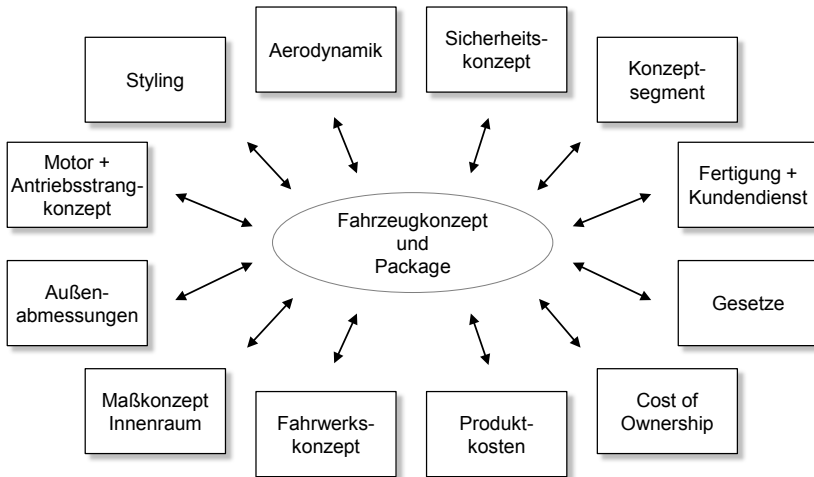 Aerodynamik
Sicherheits-
konzept
Styling
Konzept-
segment
Motor +
Antriebsstrang-
konzept
Fertigung +
Kundendienst
Fahrzeugkonzept
und
Package
Außen-
abmessungen
Gesetze
Maßkonzept
Innenraum
Fahrwerks-
konzept
Produkt-
kosten
Cost of
Ownership